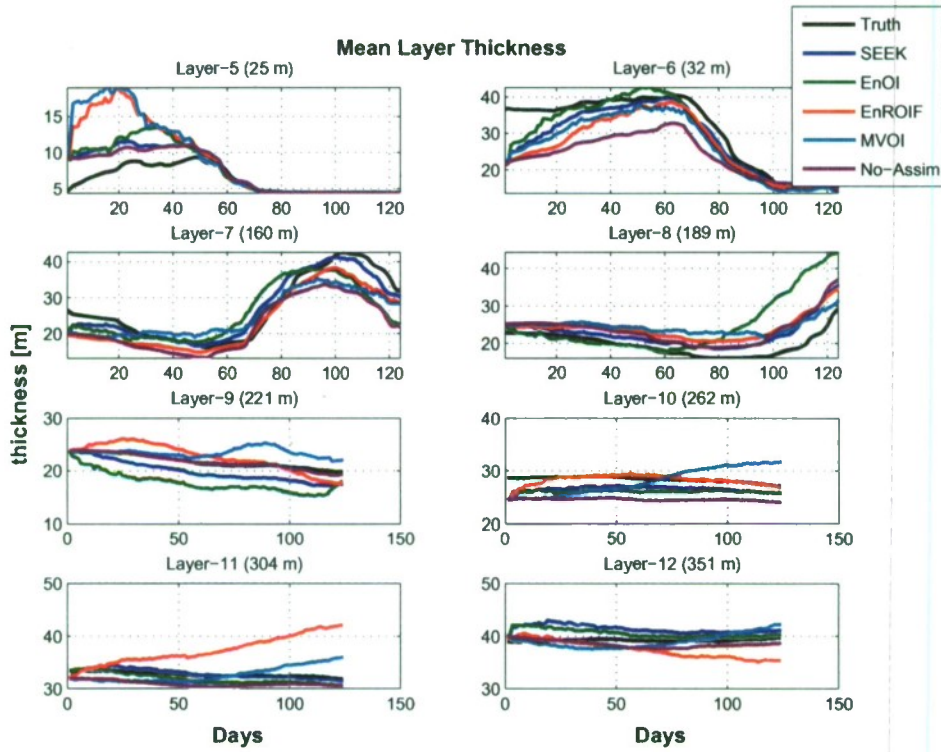 Mean Layer Thickness
Truth
SEEK
EnOI
EnROIF
MVOI
No-Assim
Layer-5 (25 m)
15
10
5
20 40 60 80 100 120
Layer-6 (32 m)
40
30
20
20 40 60 80 100 120
Layer-7 (160 m)
40
30
20
20 40 60 80 100 120
Layer-8 (189 m)
40
30
20
20 40 60 80 100 120
thickness [m]
Layer-9 (221 m)
30
20
10
0 50 100 150
Layer-10 (262 m)
40
30
20
0 50 100 150
Layer-11 (304 m)
50
40
30
0 50 100 150
Days
Layer-12 (351 m)
50
40
30
0 50 100 150
Days